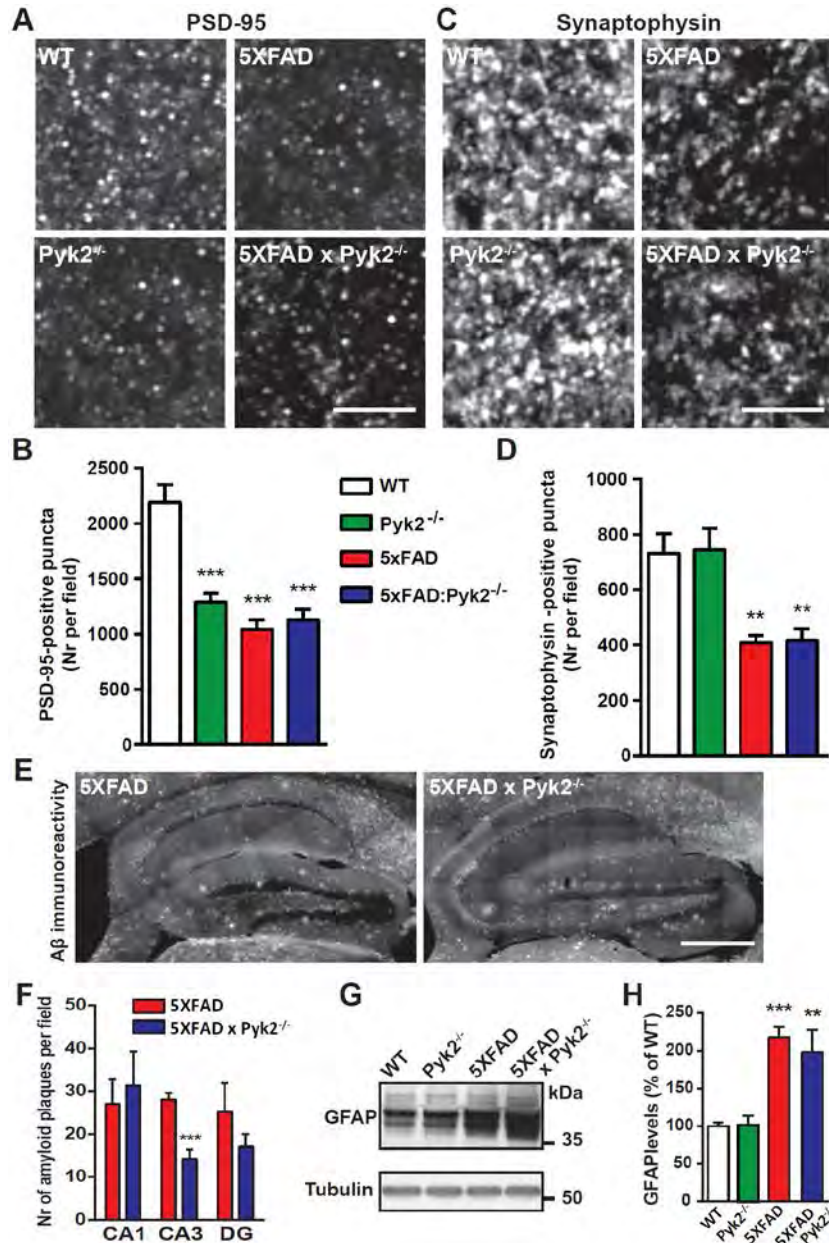 A
PSD-95
WT
5XFAD
Pyk2-/-
5XFAD x Pyk2-/-
C
Synaptophysin
WT
5XFAD
Pyk2-/-
5XFAD x Pyk2-/-
B
PSD-95-positive puncta
(Nr per field)
2500
2000
1500
1000
500
0
***
***
***
WT
Pyk2-/-
5xFAD
5xFAD:Pyk2-/-
D
Synaptophysin -positive puncta
(Nr per field)
1000
800
600
400
200
0
**
**
E
Aβ immunoreactivity
5XFAD
5XFAD x Pyk2-/-
F
Nr of amyloid plaques per field
50
40
30
20
10
0
5XFAD
5XFAD x Pyk2-/-
***
CA1 CA3 DG
G
WT
Pyk2-/-
5XFAD
5XFAD
x Pyk2-/-
kDa
GFAP
35
Tubulin
50
H
GFAPlevels (% of WT)
250
200
150
100
50
0
***
**
WT
Pyk2-/-
5XFAD
5XFAD
Pyk2-/-